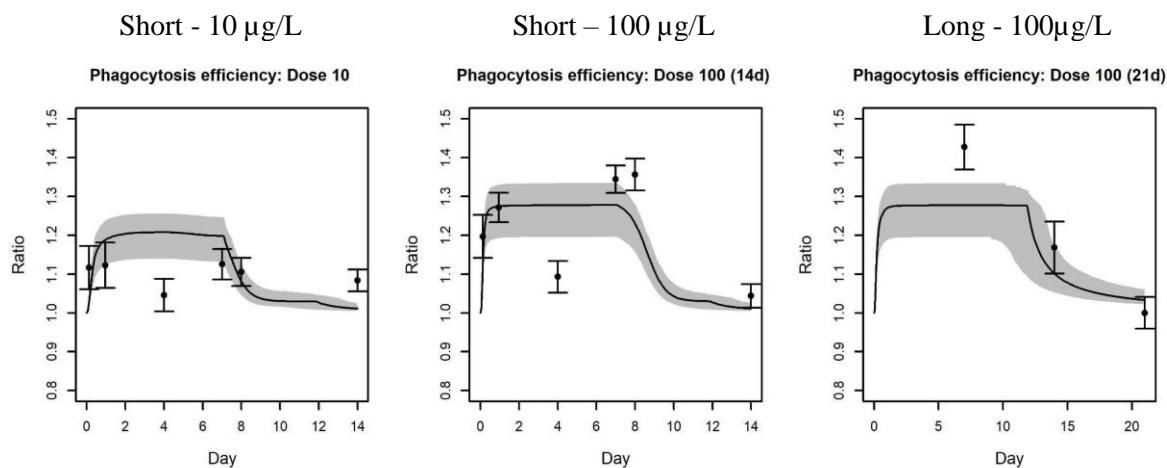 Short - 10 µg/L
Short – 100 µg/L
Long - 100µg/L
Phagocytosis efficiency: Dose 10
Phagocytosis efficiency: Dose 100 (14d)
Phagocytosis efficiency: Dose 100 (21d)
Ratio
1.5
1.4
1.3
1.2
1.1
1.0
0.9
0.8
0 2 4 6 8 10 12 14
Day
Ratio
1.5
1.4
1.3
1.2
1.1
1.0
0.9
0.8
0 2 4 6 8 10 12 14
Day
Ratio
1.5
1.4
1.3
1.2
1.1
1.0
0.9
0.8
0 5 10 15 20
Day